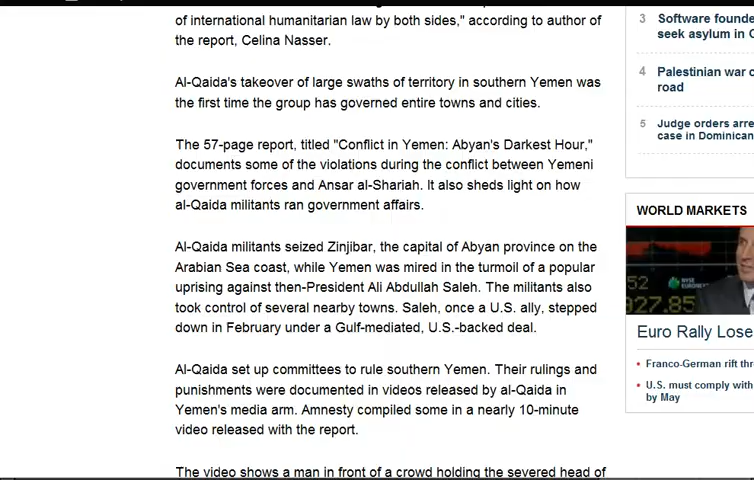 of international humanitarian law by both sides," according to author of
the report, Celina Nasser.
Al-Qaida's takeover of large swaths of territory in southern Yemen was
the first time the group has governed entire towns and cities.
The 57-page report, titled "Conflict in Yemen: Abyan's Darkest Hour,"
documents some of the violations during the conflict between Yemeni
government forces and Ansar al-Shariah. It also sheds light on how
al-Qaida militants ran government affairs.
Al-Qaida militants seized Zinjibar, the capital of Abyan province on the
Arabian Sea coast, while Yemen was mired in the turmoil of a popular
uprising against then-President Ali Abdullah Saleh. The militants also
took control of several nearby towns. Saleh, once a U.S. ally, stepped
down in February under a Gulf-mediated, U.S.-backed deal.
Al-Qaida set up committees to rule southern Yemen. Their rulings and
punishments were documented in videos released by al-Qaida in
Yemen's media arm. Amnesty compiled some in a nearly 10-minute
video released with the report.
The video shows a man in front of a crowd holding the severed head of
3 Software founde
seek asylum in
4 Palestinian war
road
5 Judge orders arre
case in Dominican
WORLD MARKETS
52
NYSE
EURONEXT
927.85
Euro Rally Lose
• Franco-German rift thr
• U.S. must comply with
by May